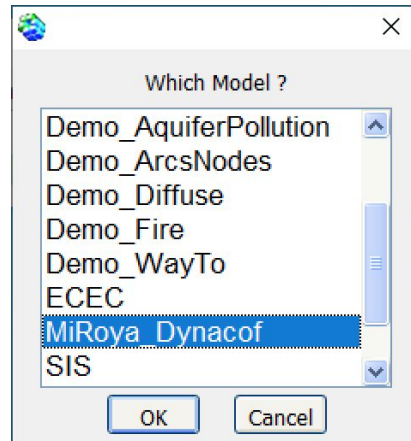 Which Model ?
Demo_AquiferPollution
Demo_ArcsNodes
Demo_Diffuse
Demo_Fire
Demo_WayTo
ECEC
MiRoya_Dynacof
SIS
OK Cancel